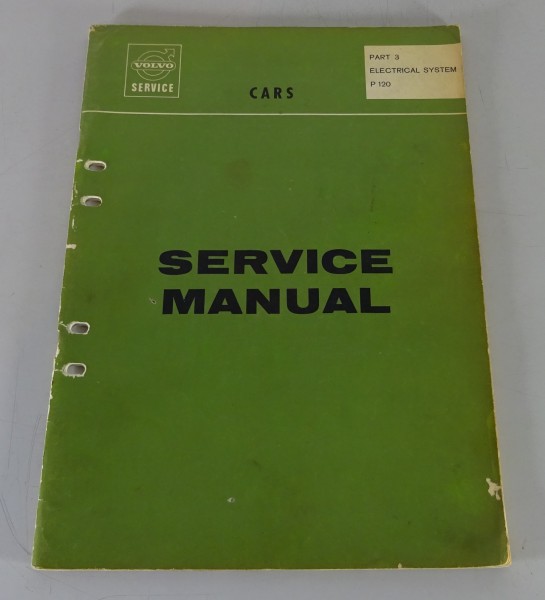 VOLVO
SERVICE
CARS
PART 3
ELECTRICAL SYSTEM
P 120
SERVICE
MANUAL